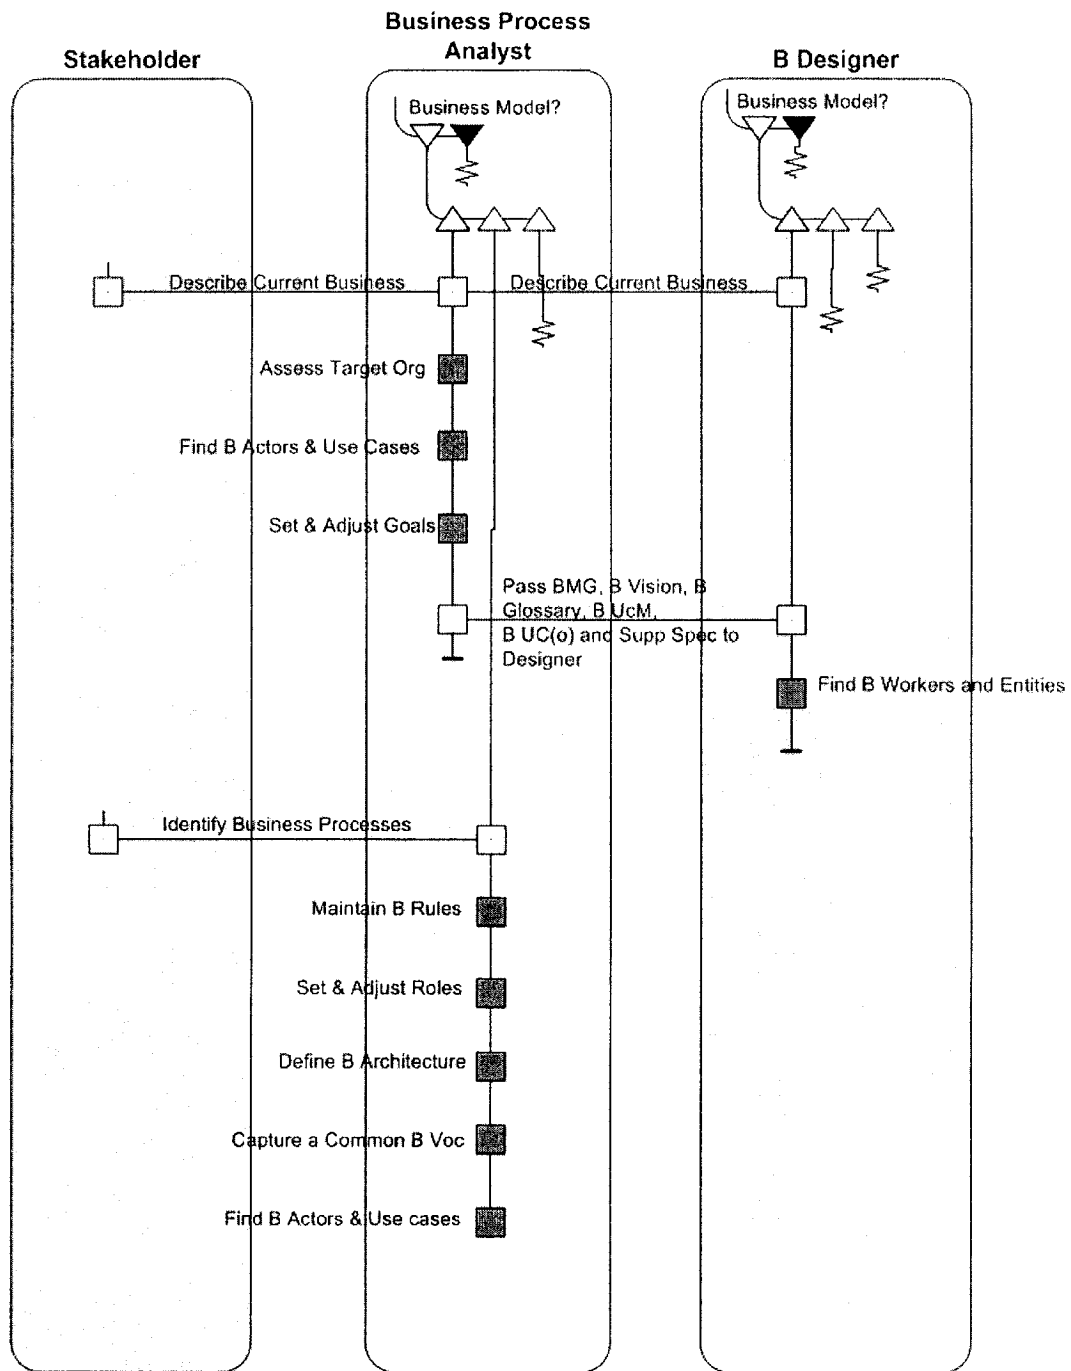 Business Process
Analyst
Stakeholder
B Designer
Business Model?
Business Model?
Describe Current Business
Describe Current Business
Assess Target Org
Find B Actors & Use Cases
Set & Adjust Goals
Pass BMG, B Vision, B
Glossary, B UcM,
B UC(o) and Supp Spec to
Designer
Find B Workers and Entities
Identify Business Processes
Maintain B Rules
Set & Adjust Roles
Define B Architecture
Capture a Common B Voc
Find B Actors & Use cases